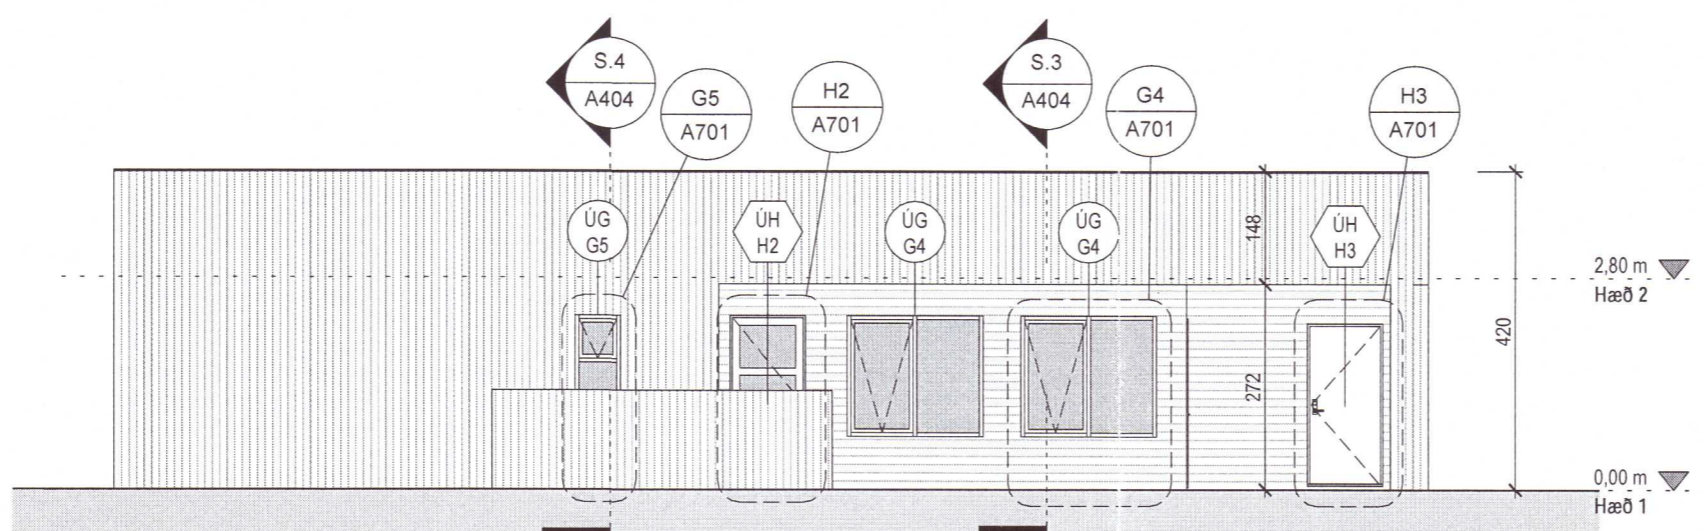 S.4
A404
G5
A701
H2
A701
S.3
A404
G4
A701
H3
A701
ÚG
G5
ÚH
H2
ÚG
G4
ÚG
G4
ÚH
H3
148
272
420
2,80 m
Hæð 2
0,00 m
Hæð 1